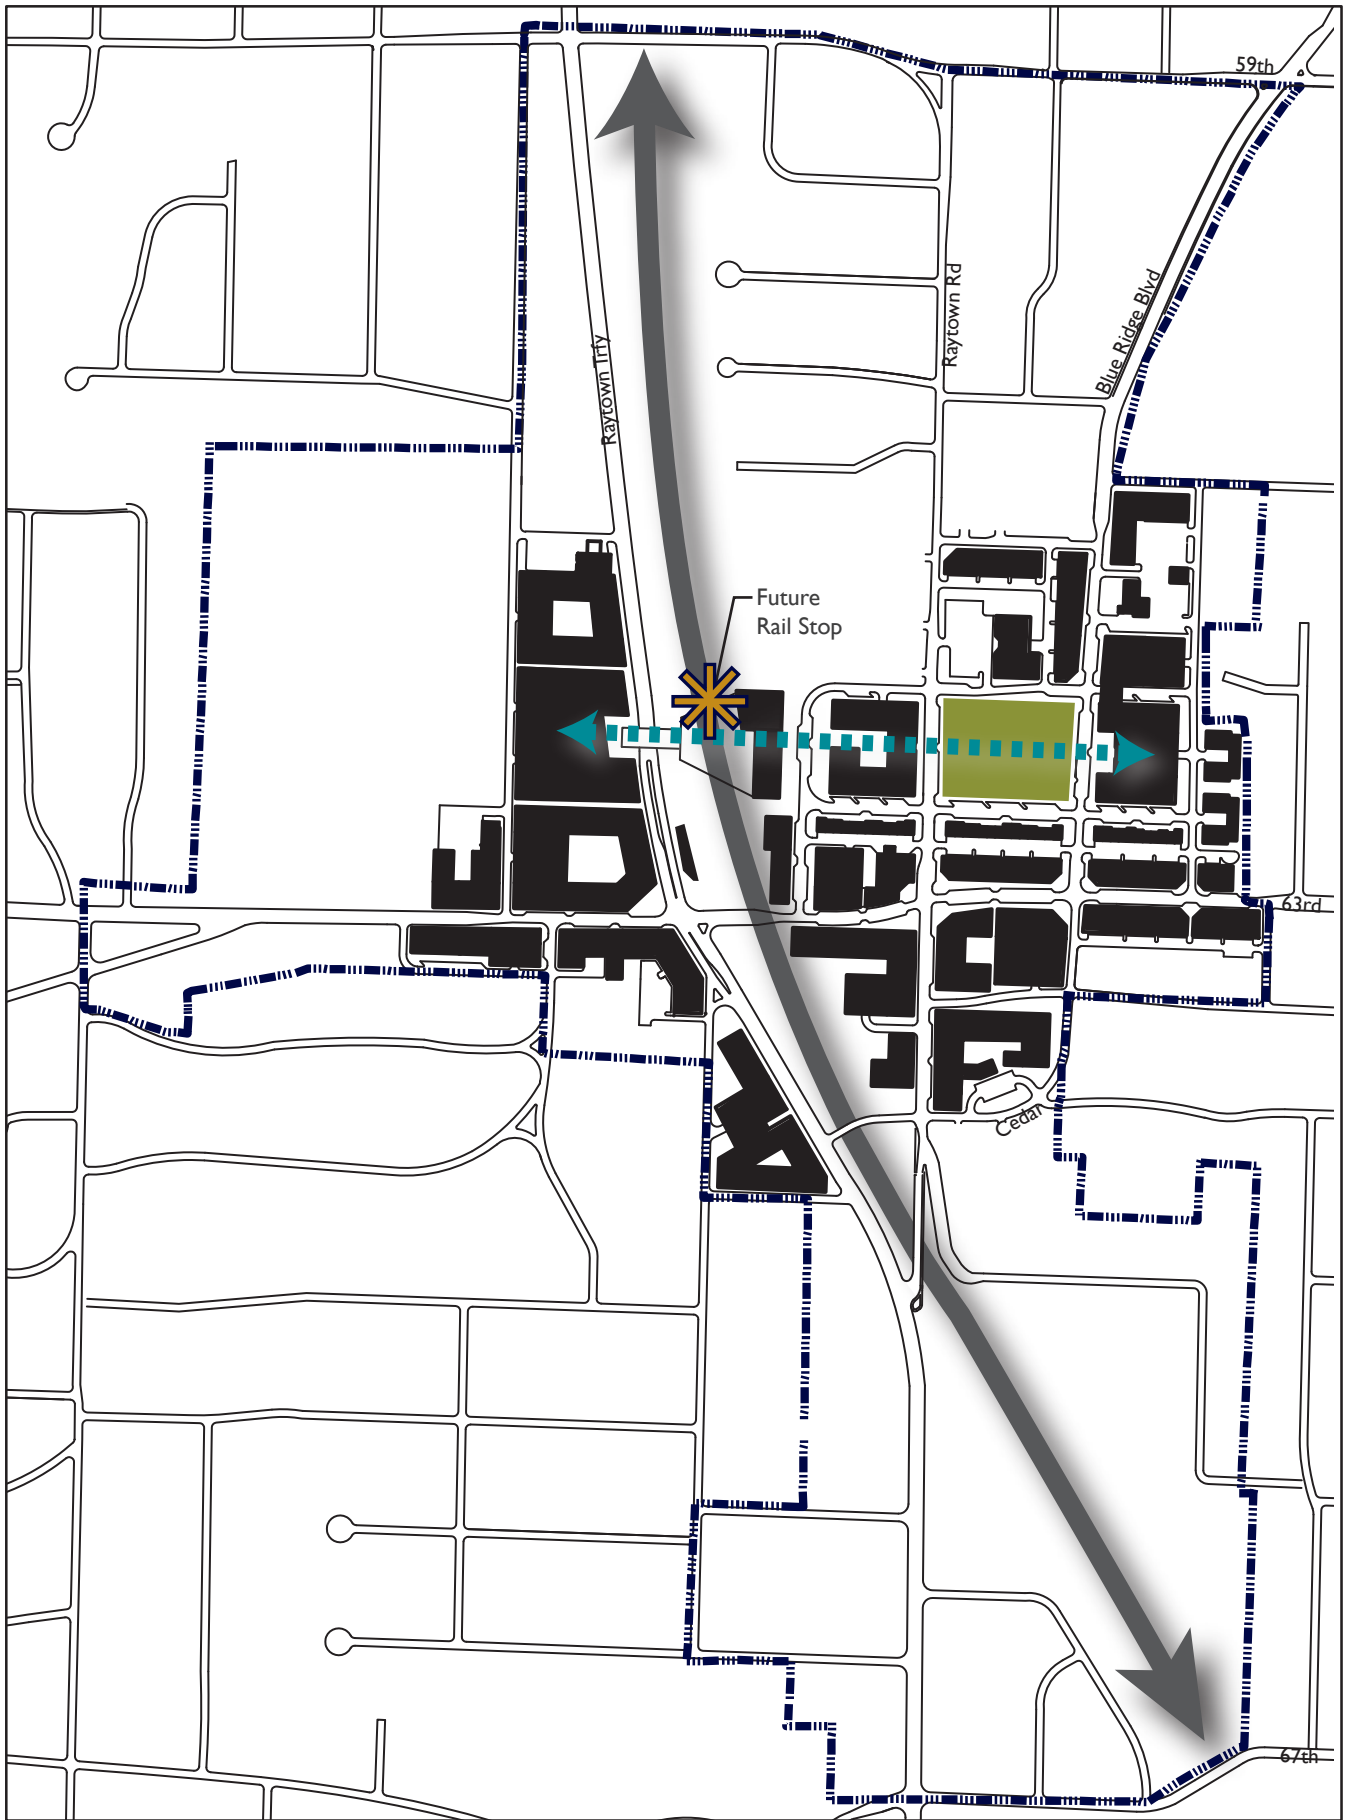 59th
Raytown Rd
Blue Ridge Blvd
Raytown Trfy
Future
Rail Stop
63rd
Cedar
67th